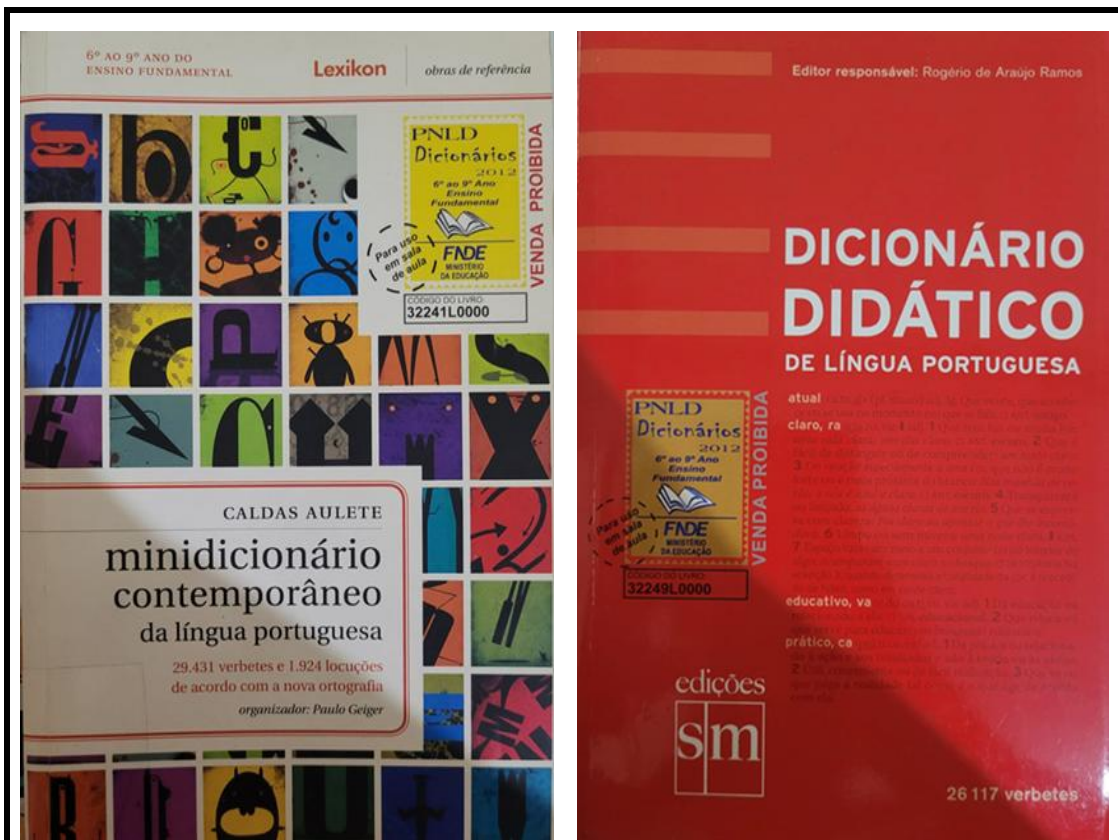 6º AO 9º ANO DO
ENSINO FUNDAMENTAL
Lexikon
obras de referência
PNLD
Dicionários
2012
6º ao 9º Ano
Ensino
Fundamental
FNDE
MINISTÉRIO
DA EDUCAÇÃO
VENDA PROIBIDA
Para uso
em sala
de aula
CÓDIGO DO LIVRO:
32241L0000
CALDAS AULETE
minidicionário
contemporâneo
da língua portuguesa
29.431 verbetes e 1.924 locuções
de acordo com a nova ortografia
organizador: Paulo Geiger
Editor responsável: Rogério de Araújo Ramos
DICIONÁRIO
DIDÁTICO
DE LÍNGUA PORTUGUESA
atual
claro, ra
educativo, va
prático, ca
PNLD
Dicionários
2012
6º ao 9º Ano
Ensino
Fundamental
FNDE
MINISTÉRIO
DA EDUCAÇÃO
VENDA PROIBIDA
Para uso
em sala
de aula
CÓDIGO DO LIVRO:
32249L0000
edições
sm
26 117 verbetes